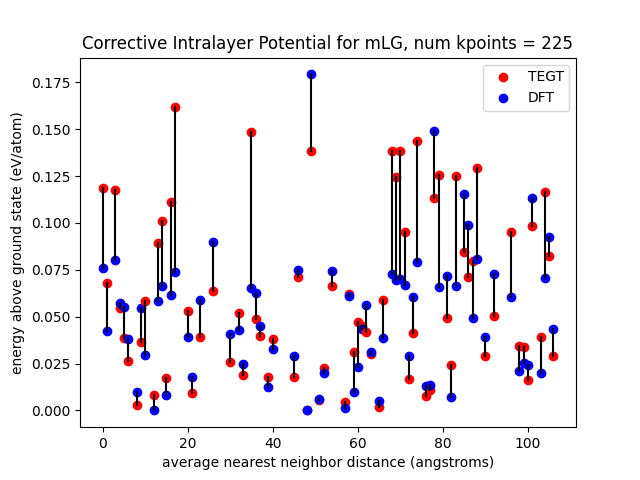 Corrective Intralayer Potential for mLG, num kpoints = 225
TEGT
DFT
energy above ground state (eV/atom)
0.175
0.150
0.125
0.100
0.075
0.050
0.025
0.000
0 20 40 60 80 100
average nearest neighbor distance (angstroms)